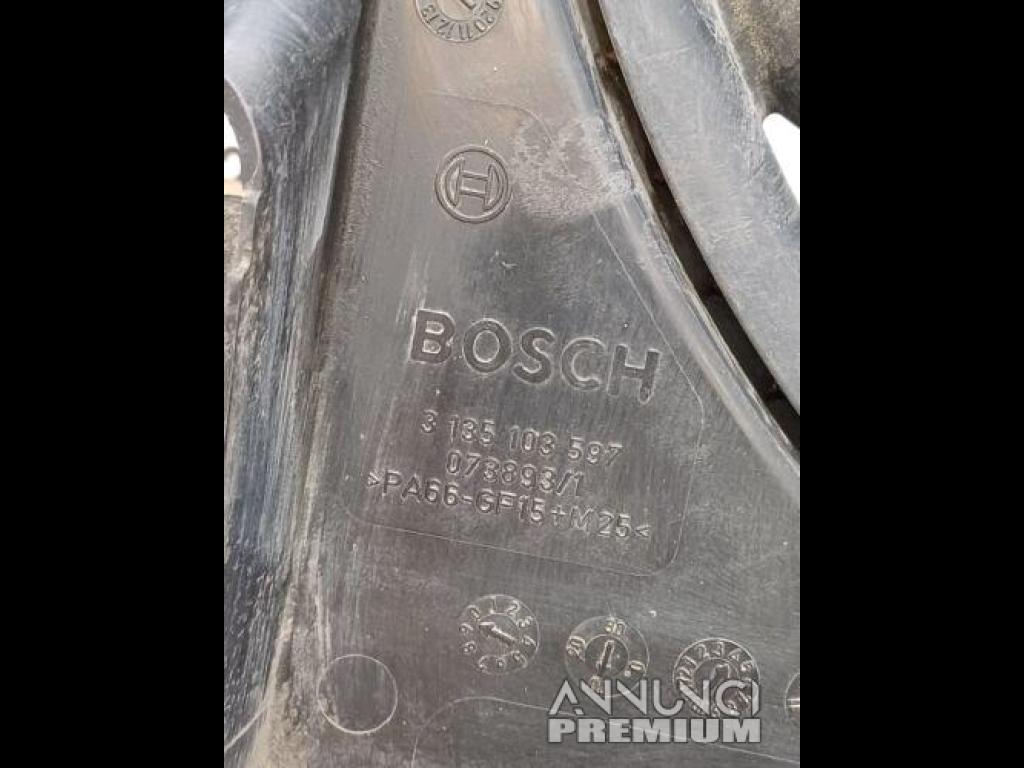 BOSCH
3 135 103 597
073893/1
>PA66-GF15+M25<
ANNUNCI
PREMIUM